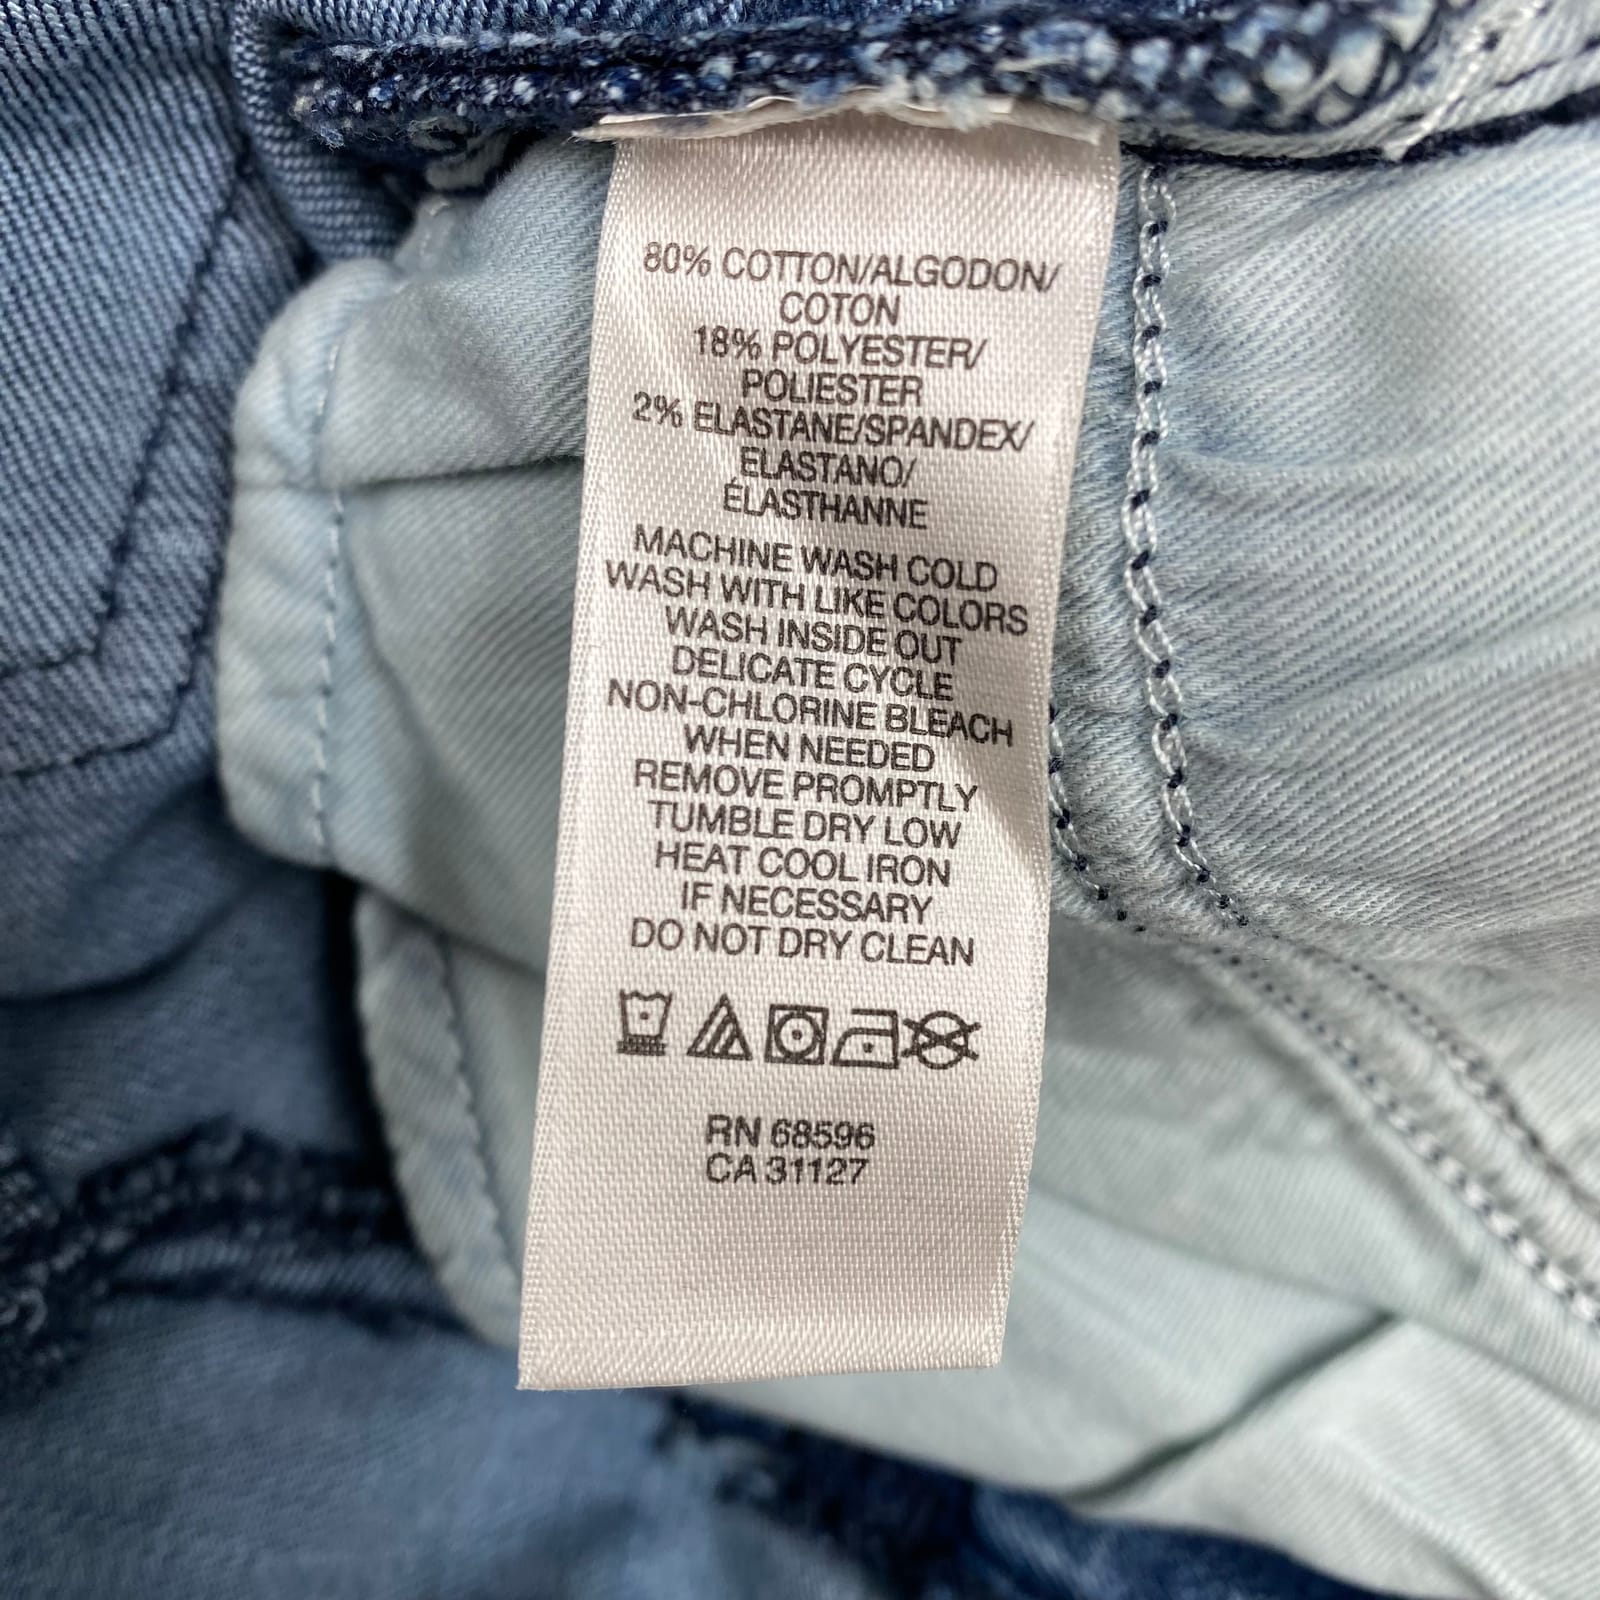 80% COTTON/ALGODON/
COTON
18% POLYESTER/
POLIESTER
2% ELASTANE/SPANDEX/
ELASTANO/
ÉLASTHANNE
MACHINE WASH COLD
WASH WITH LIKE COLORS
WASH INSIDE OUT
DELICATE CYCLE
NON-CHLORINE BLEACH
WHEN NEEDED
REMOVE PROMPTLY
TUMBLE DRY LOW
HEAT COOL IRON
IF NECESSARY
DO NOT DRY CLEAN
RN 68596
CA 31127